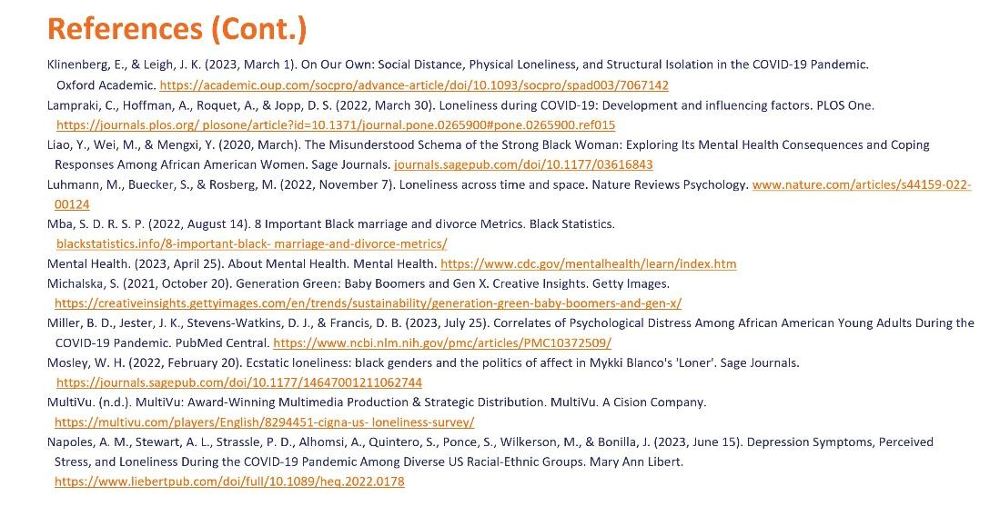 References (Cont.)
Klinenberg, E., & Leigh, J. K. (2023, March 1). On Our Own: Social Distance, Physical Loneliness, and Structural Isolation in the COVID-19 Pandemic.
Oxford Academic. https://academic.oup.com/socpro/advance-article/doi/10.1093/socpro/spad003/7067142
Lampraki, C., Hoffman, A., Roquet, A., & Jopp, D. S. (2022, March 30). Loneliness during COVID-19: Development and influencing factors. PLOS One.
https://journals.plos.org/ plosone/article?id=10.1371/journal.pone.0265900#pone.0265900.ref015
Liao, Y., Wei, M., & Mengxi, Y. (2020, March). The Misunderstood Schema of the Strong Black Woman: Exploring Its Mental Health Consequences and Coping
Responses Among African American Women. Sage Journals. journals.sagepub.com/doi/10.1177/03616843
Luhmann, M., Buecker, S., & Rosberg, M. (2022, November 7). Loneliness across time and space. Nature Reviews Psychology. www.nature.com/articles/s44159-022-
00124
Mba, S. D. R. S. P. (2022, August 14). 8 Important Black marriage and divorce Metrics. Black Statistics.
blackstatistics.info/8-important-black- marriage-and-divorce-metrics/
Mental Health. (2023, April 25). About Mental Health. Mental Health. https://www.cdc.gov/mentalhealth/learn/index.htm
Michalska, S. (2021, October 20). Generation Green: Baby Boomers and Gen X. Creative Insights. Getty Images.
https://creativeinsights.gettyimages.com/en/trends/sustainability/generation-green-baby-boomers-and-gen-x/
Miller, B. D., Jester, J. K., Stevens-Watkins, D. J., & Francis, D. B. (2023, July 25). Correlates of Psychological Distress Among African American Young Adults During the
COVID-19 Pandemic. PubMed Central. https://www.ncbi.nlm.nih.gov/pmc/articles/PMC10372509/
Mosley, W. H. (2022, February 20). Ecstatic loneliness: black genders and the politics of affect in Mykki Blanco's 'Loner'. Sage Journals.
https://journals.sagepub.com/doi/10.1177/14647001211062744
MultiVu. (n.d.). MultiVu: Award-Winning Multimedia Production & Strategic Distribution. MultiVu. A Cision Company.
https://multivu.com/players/English/8294451-cigna-us- loneliness-survey/
Napoles, A. M., Stewart, A. L., Strassle, P. D., Alhomsi, A., Quintero, S., Ponce, S., Wilkerson, M., & Bonilla, J. (2023, June 15). Depression Symptoms, Perceived
Stress, and Loneliness During the COVID-19 Pandemic Among Diverse US Racial-Ethnic Groups. Mary Ann Libert.
https://www.liebertpub.com/doi/full/10.1089/heq.2022.0178